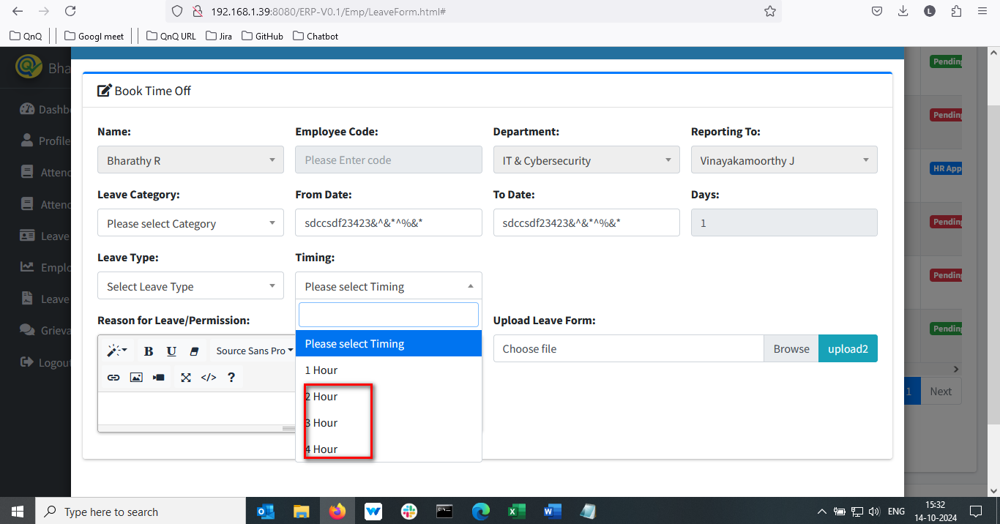 192.168.1.39:8080/ERP-V0.1/Emp/LeaveForm.html#
L
QnQ
Googl meet
QnQ URL
Jira
GitHub
Chatbot
Bha
Dashb
Profile
Attend
Attend
Leave
Emplo
Leave
Grieva
Logout
Book Time Off
Name:
Employee Code:
Department:
Reporting To:
Bharathy R
Please Enter code
IT & Cybersecurity
Vinayakamoorthy J
Leave Category:
From Date:
To Date:
Days:
Please select Category
sdccsdf23423&^&*^%&*
sdccsdf23423&^&*^%&*
1
Leave Type:
Timing:
Select Leave Type
Please select Timing
Please select Timing
1 Hour
2 Hour
3 Hour
4 Hour
Reason for Leave/Permission:
B
U
Source Sans Pro
</>
?
Upload Leave Form:
Choose file
Browse
upload2
Pending
Pending
HR App
Pending
Pending
Pending
1
Next
Type here to search
ENG
15:32
14-10-2024